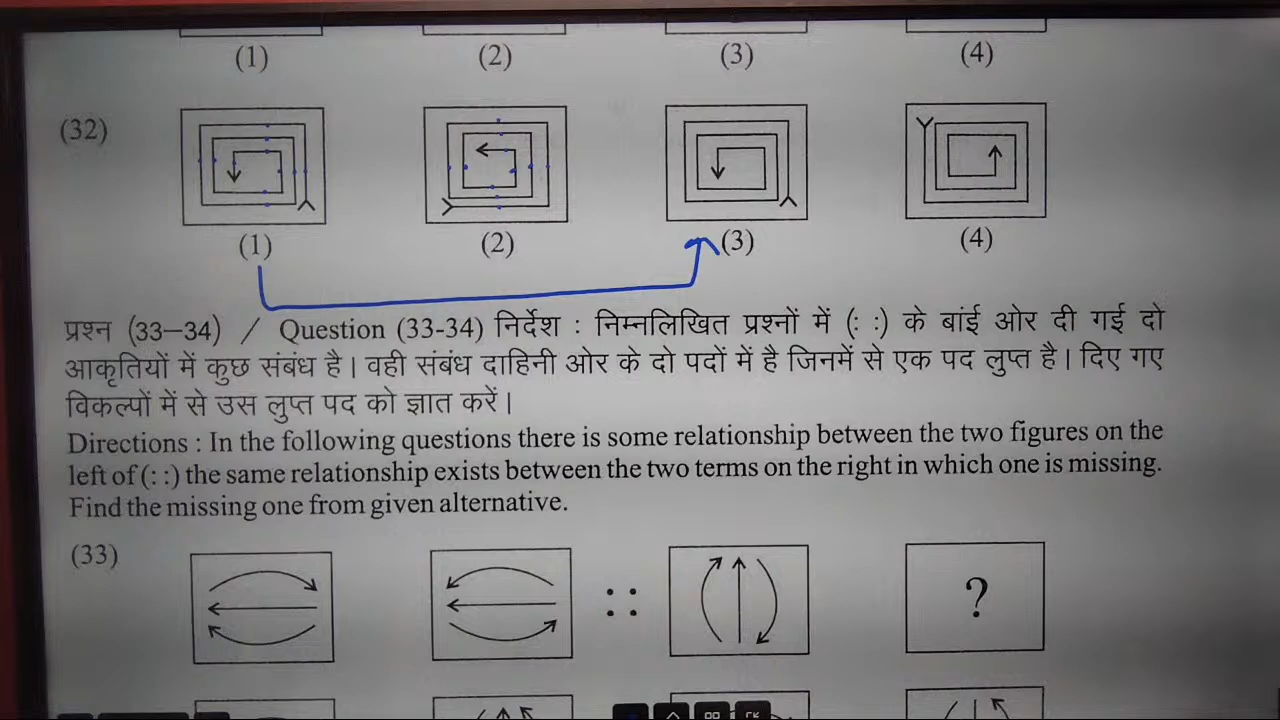 (1) (2) (3) (4)
(32)
(1) (2) (3) (4)
प्रश्न (33–34) / Question (33-34) निर्देश : निम्नलिखित प्रश्नों में (: :) के बांई ओर दी गई दो
आकृतियों में कुछ संबंध है। वही संबंध दाहिनी ओर के दो पदों में है जिनमें से एक पद लुप्त है। दिए गए
विकल्पों में से उस लुप्त पद को ज्ञात करें।
Directions : In the following questions there is some relationship between the two figures on the
left of (: :) the same relationship exists between the two terms on the right in which one is missing.
Find the missing one from given alternative.
(33)
: : ?